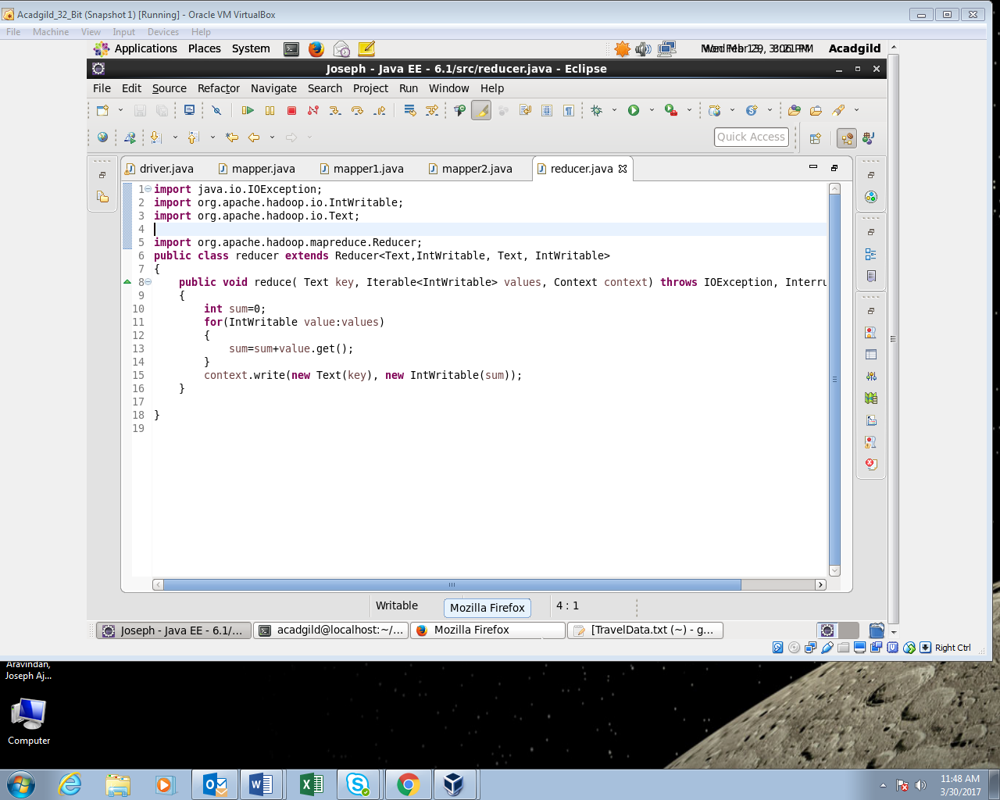 Acadgild_32_Bit (Snapshot 1) [Running] - Oracle VM VirtualBox
File Machine View Input Devices Help
Applications Places System
Acadgild
Joseph - Java EE - 6.1/src/reducer.java - Eclipse
File Edit Source Refactor Navigate Search Project Run Window Help
Quick Access
driver.java mapper.java mapper1.java mapper2.java reducer.java
1 import java.io.IOException;
2 import org.apache.hadoop.io.IntWritable;
3 import org.apache.hadoop.io.Text;
4
5 import org.apache.hadoop.mapreduce.Reducer;
6 public class reducer extends Reducer<Text,IntWritable, Text, IntWritable>
7 {
8 public void reduce( Text key, Iterable<IntWritable> values, Context context) throws IOException, Interru
9 {
10 int sum=0;
11 for(IntWritable value:values)
12 {
13 sum=sum+value.get();
14 }
15 context.write(new Text(key), new IntWritable(sum));
16 }
17
18 }
19
Writable 4 : 1
Mozilla Firefox
Joseph - Java EE - 6.1/... acadgild@localhost:~/... Mozilla Firefox [TravelData.txt (~) - g...
Right Ctrl
Aravindan,
Joseph Aj...
Computer
11:48 AM
3/30/2017